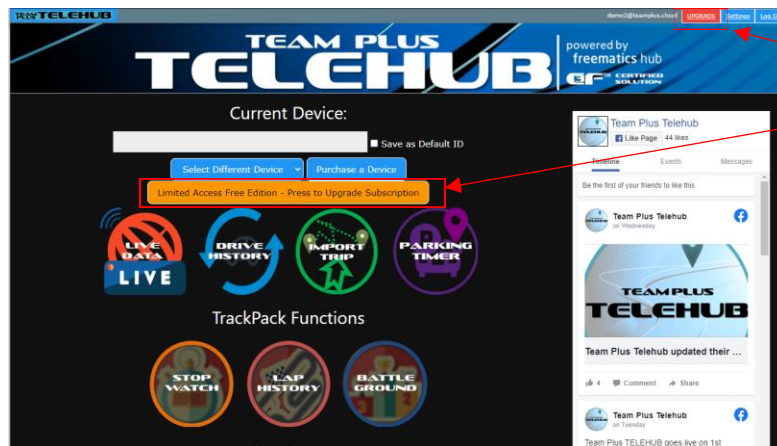 TEAM PLUS TELEHUB
demo2@teamplus.cloud UPGRADE Settings
TEAM PLUS
TELEHUB
powered by
freematics hub
CERTIFIED
SOLUTION
Current Device:
Save as Default ID
Select Different Device Purchase a Device
Limited Access Free Edition - Press to Upgrade Subscription
LIVE DATA
LIVE
DRIVE HISTORY
IMPORT TRIP
PARKING TIMER
TrackPack Functions
STOP WATCH
LAP HISTORY
BATTLE GROUND
Team Plus Telehub
Like Page 44 likes
Timeline Events Messages
Be the first of your friends to like this
Team Plus Telehub
on Wednesday
TEAM PLUS
TELEHUB
Team Plus Telehub updated their ...
4 Comment Share
Team Plus Telehub
on Tuesday
Team Plus TELEHUB goes live on 1st